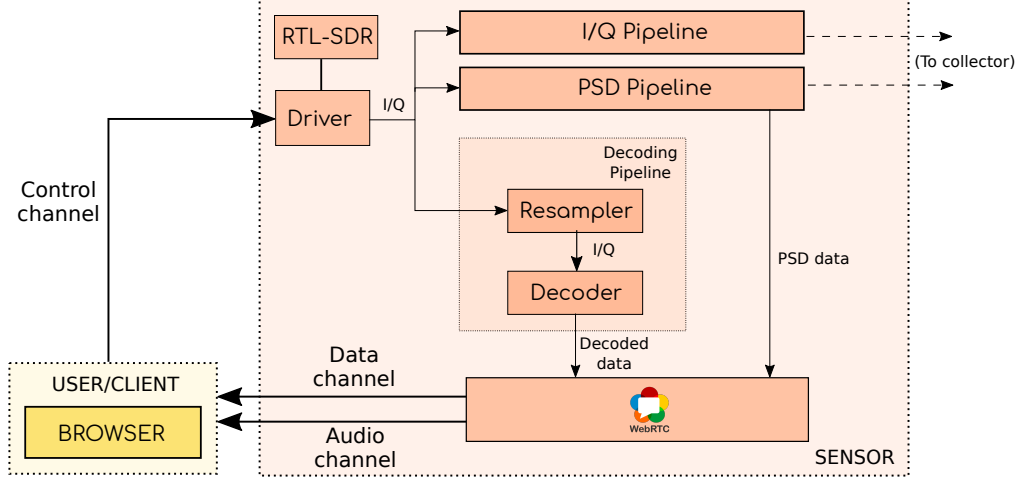 RTL-SDR
I/Q Pipeline
(To collector)
PSD Pipeline
I/Q
Driver
Decoding
Pipeline
Control
channel
Resampler
I/Q
PSD data
Decoder
Decoded
data
Data
channel
USER/CLIENT
BROWSER
WebRTC
Audio
channel
SENSOR